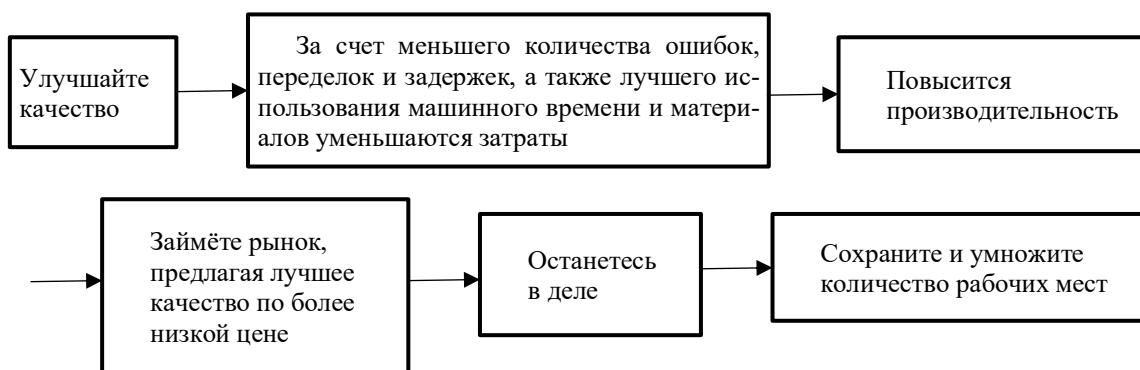 Улучшайте
качество
За счет меньшего количества ошибок,
переделок и задержек, а также лучшего ис-
пользования машинного времени и матери-
алов уменьшаются затраты
Повысится
производительность
Займёте рынок,
предлагая лучшее
качество по более
низкой цене
Останетесь
в деле
Сохраните и умножите
количество рабочих мест